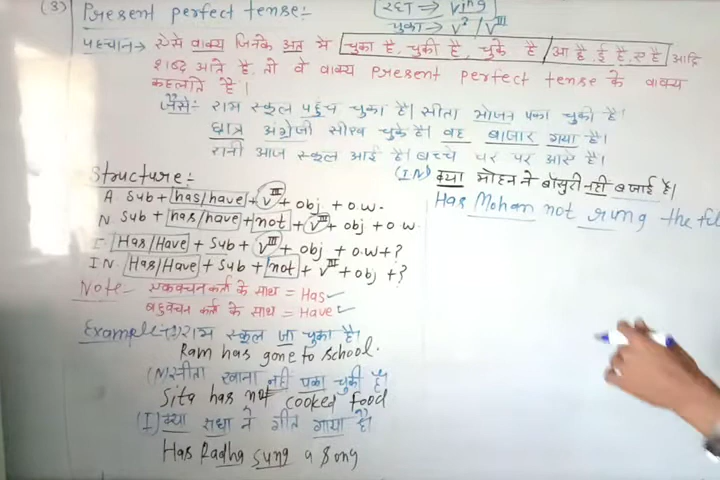 (3) Present perfect tense:-
रहा ⇒ Ving
चुका ⇒ V³/VIII
पहचान → ऐसे वाक्य जिनके अंत मे चुका है, चुकी है, चुके है / आ है, ई है, ए है आदि
शब्द आते है, तो वे वाक्य present perfect tense के वाक्य
कहलाते है।
जैसे:- राम स्कूल पहुंच चुका है। सीता भोजन पका चुकी है।
छात्र अंग्रेजी सीख चुके है। वह बाजार गया है।
रानी आज स्कूल आई है। बच्चे घर पर आये है।
Structure:-
A. Sub + has/have + VIII + obj + o.w.
N Sub + has/have + not + VIII + obj + o.w
I Has/Have + Sub + VIII + obj + o.w + ?
IN. Has/Have + Sub + not + VIII + obj + ?
Note- एकवचन कर्ता के साथ = Has
बहुवचन कर्ता के साथ = Have
Example:- (A) राम स्कूल जा चुका है।
Ram has gone to school.
(N) सीता खाना नही पका चुकी है
Sita has not cooked food
(I) क्या राधा ने गीत गाया है।
Has Radha sung a song
(IN) क्या मोहन ने बाँसुरी नही बजाई है।
Has Mohan not rung the